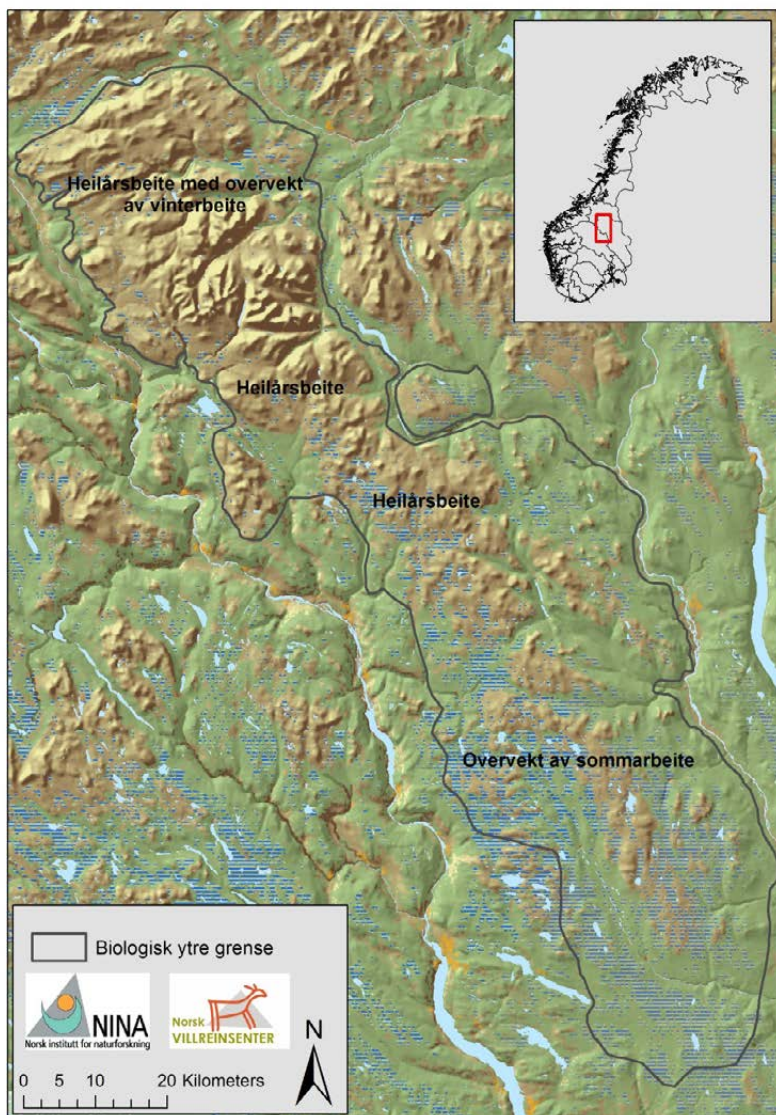 Heilårsbeite med overvekt
av vinterbeite
Heilårsbeite
Heilårsbeite
Overvekt av sommarbeite
Biologisk ytre grense
NINA
Norsk institutt for naturforskning
Norsk
VILLREINSENTER
N
0 5 10 20 Kilometers